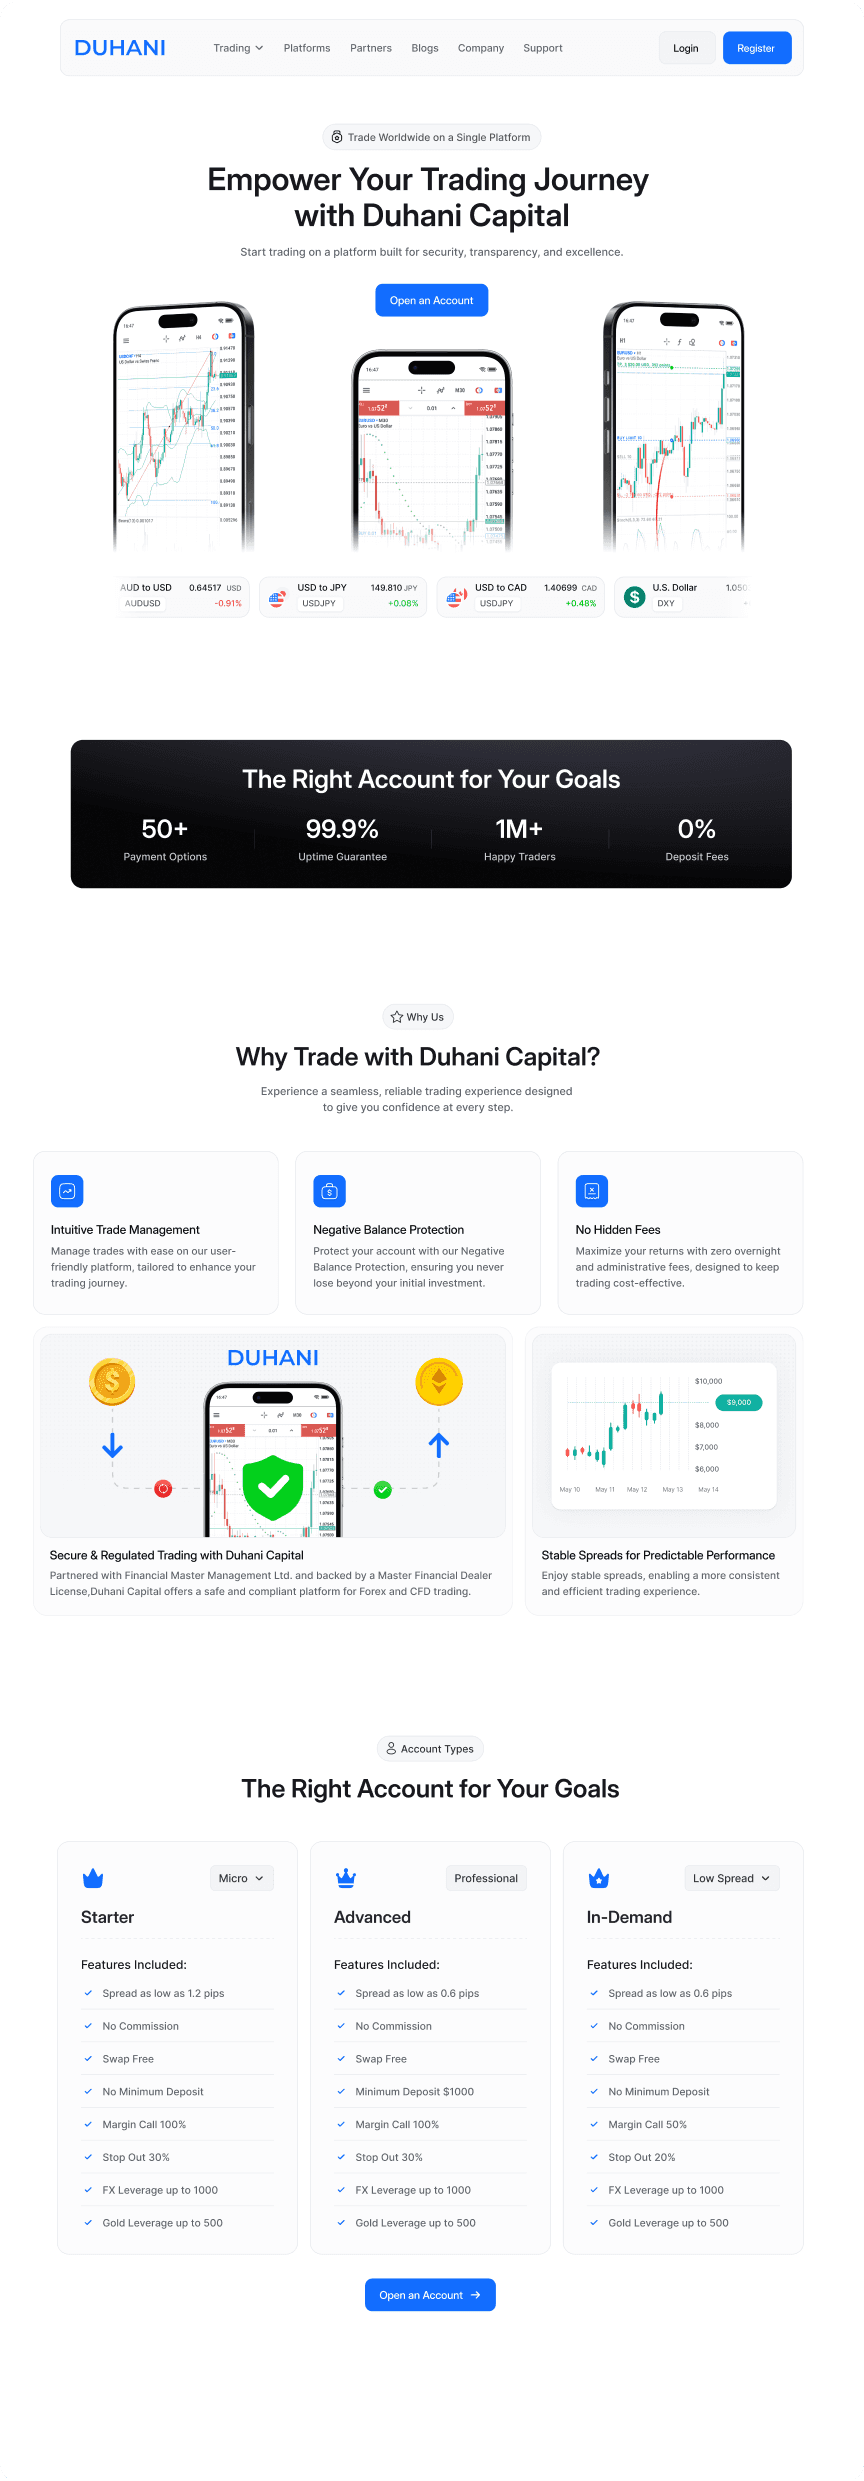 DUHANI
Trading
Platforms
Partners
Blogs
Company
Support
Login
Register
Trade Worldwide on a Single Platform
Empower Your Trading Journey
with Duhani Capital
Start trading on a platform built for security, transparency, and excellence.
Open an Account
16:47
16:47
M30
0.01
16:47
H1
AUD to USD
0.64517 USD
AUDUSD
-0.91%
USD to JPY
149.810 JPY
USDJPY
+0.08%
USD to CAD
1.40699 CAD
USDJPY
+0.48%
U.S. Dollar
1.050
DXY
The Right Account for Your Goals
50+
Payment Options
99.9%
Uptime Guarantee
1M+
Happy Traders
0%
Deposit Fees
Why Us
Why Trade with Duhani Capital?
Experience a seamless, reliable trading experience designed
to give you confidence at every step.
Intuitive Trade Management
Manage trades with ease on our user-
friendly platform, tailored to enhance your
trading journey.
Negative Balance Protection
Protect your account with our Negative
Balance Protection, ensuring you never
lose beyond your initial investment.
No Hidden Fees
Maximize your returns with zero overnight
and administrative fees, designed to keep
trading cost-effective.
DUHANI
16:47
M30
0.01
Secure & Regulated Trading with Duhani Capital
Partnered with Financial Master Management Ltd. and backed by a Master Financial Dealer
License,Duhani Capital offers a safe and compliant platform for Forex and CFD trading.
$10,000
$9,000
$8,000
$7,000
$6,000
May 10
May 11
May 12
May 13
May 14
Stable Spreads for Predictable Performance
Enjoy stable spreads, enabling a more consistent
and efficient trading experience.
Account Types
The Right Account for Your Goals
Micro
Starter
Features Included:
Spread as low as 1.2 pips
No Commission
Swap Free
No Minimum Deposit
Margin Call 100%
Stop Out 30%
FX Leverage up to 1000
Gold Leverage up to 500
Professional
Advanced
Features Included:
Spread as low as 0.6 pips
No Commission
Swap Free
Minimum Deposit $1000
Margin Call 100%
Stop Out 30%
FX Leverage up to 1000
Gold Leverage up to 500
Low Spread
In-Demand
Features Included:
Spread as low as 0.6 pips
No Commission
Swap Free
No Minimum Deposit
Margin Call 50%
Stop Out 20%
FX Leverage up to 1000
Gold Leverage up to 500
Open an Account